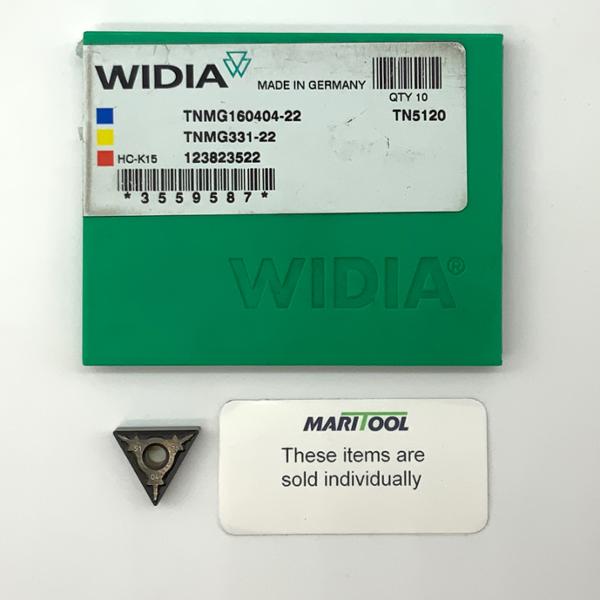 WIDIA
MADE IN GERMANY
QTY 10
TNMG160404-22
TN5120
TNMG331-22
HC-K15 123823522
*3559587*
WIDIA®
MARITOOL
These items are
sold individually